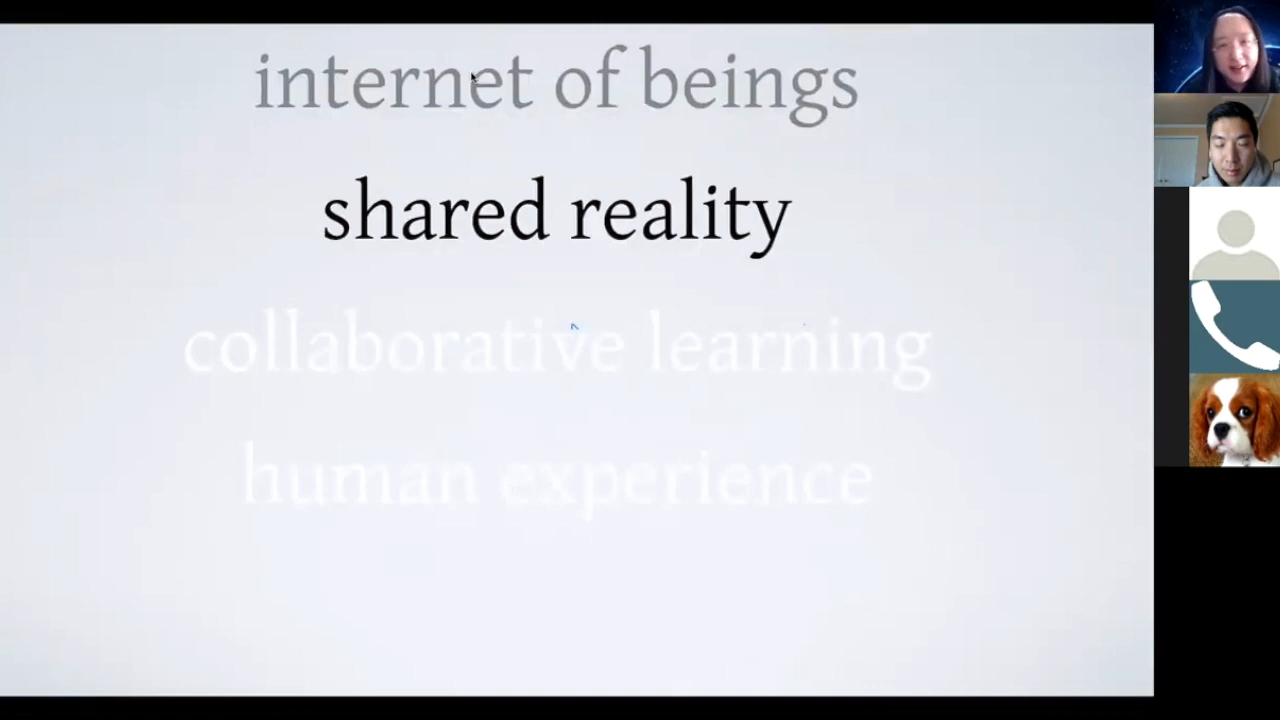 internet of beings
shared reality
collaborative learning
human experience